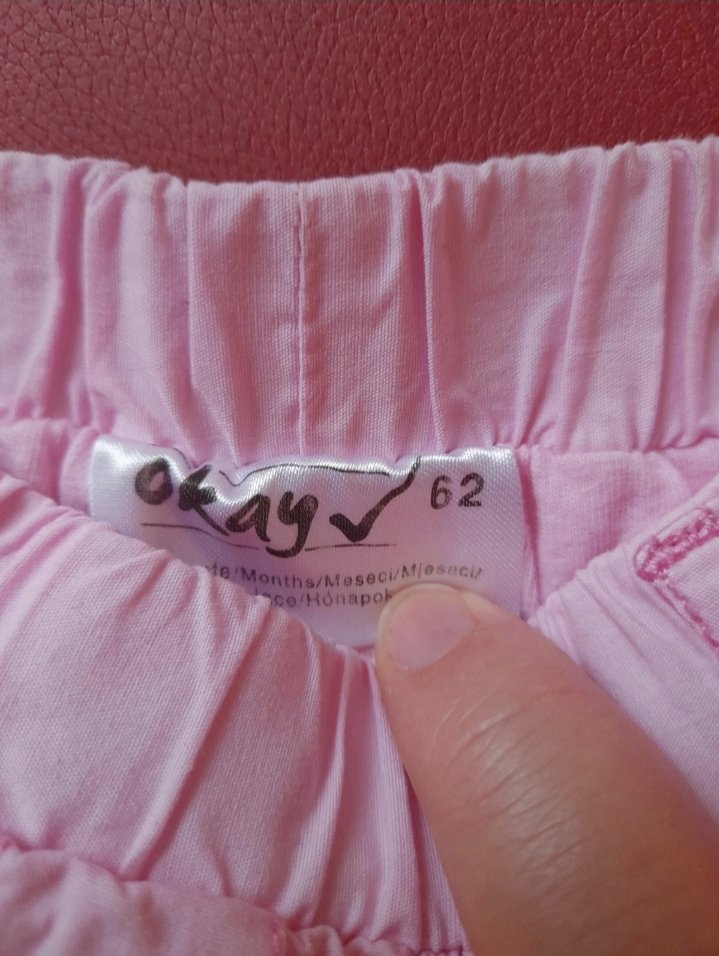 okay 62
/Months/Meseci/Mjeseci/
/Hónapok